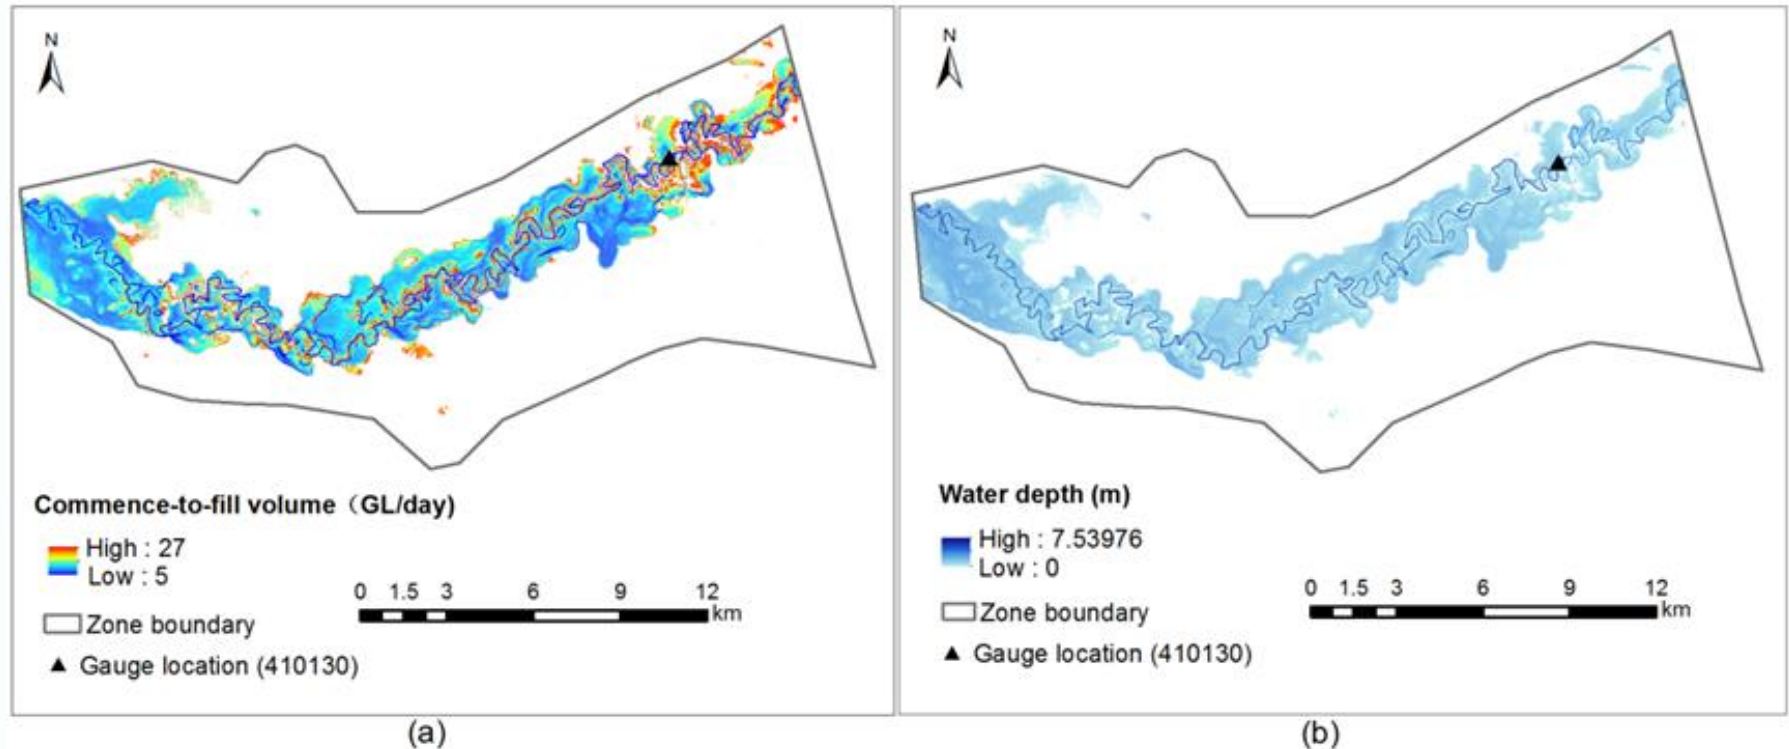 N
Commence-to-fill volume（GL/day)
High : 27
Low : 5
0 1.5 3 6 9 12
km
Zone boundary
Gauge location (410130)
(a)
N
Water depth (m)
High : 7.53976
Low : 0
0 1.5 3 6 9 12
km
Zone boundary
Gauge location (410130)
(b)